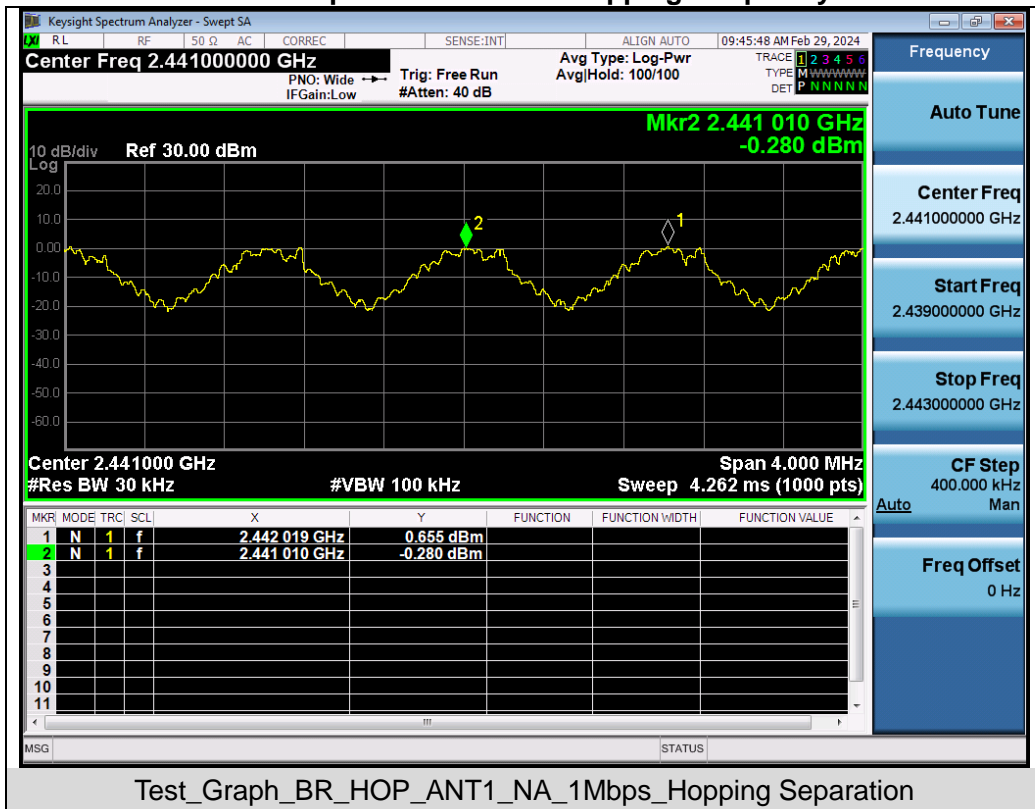 Keysight Spectrum Analyzer - Swept SA
LXI RL RF 50 Ω AC CORREC SENSE:INT ALIGN AUTO 09:45:48 AM Feb 29, 2024
Center Freq 2.441000000 GHz
PNO: Wide
IFGain:Low
Trig: Free Run
#Atten: 40 dB
Avg Type: Log-Pwr
Avg|Hold: 100/100
TRACE 1 2 3 4 5 6
TYPE M WWWWW
DET P N N N N N
Mkr2 2.441 010 GHz
-0.280 dBm
10 dB/div Ref 30.00 dBm
Log
20.0
10.0
0.00
-10.0
-20.0
-30.0
-40.0
-50.0
-60.0
2
1
Center 2.441000 GHz Span 4.000 MHz
#Res BW 30 kHz #VBW 100 kHz Sweep 4.262 ms (1000 pts)
MKR MODE TRC SCL X Y FUNCTION FUNCTION WIDTH FUNCTION VALUE
1 N 1 f 2.442 019 GHz 0.655 dBm
2 N 1 f 2.441 010 GHz -0.280 dBm
3
4
5
6
7
8
9
10
11
MSG STATUS
Frequency
Auto Tune
Center Freq
2.441000000 GHz
Start Freq
2.439000000 GHz
Stop Freq
2.443000000 GHz
CF Step
400.000 kHz
Auto Man
Freq Offset
0 Hz
Test_Graph_BR_HOP_ANT1_NA_1Mbps_Hopping Separation